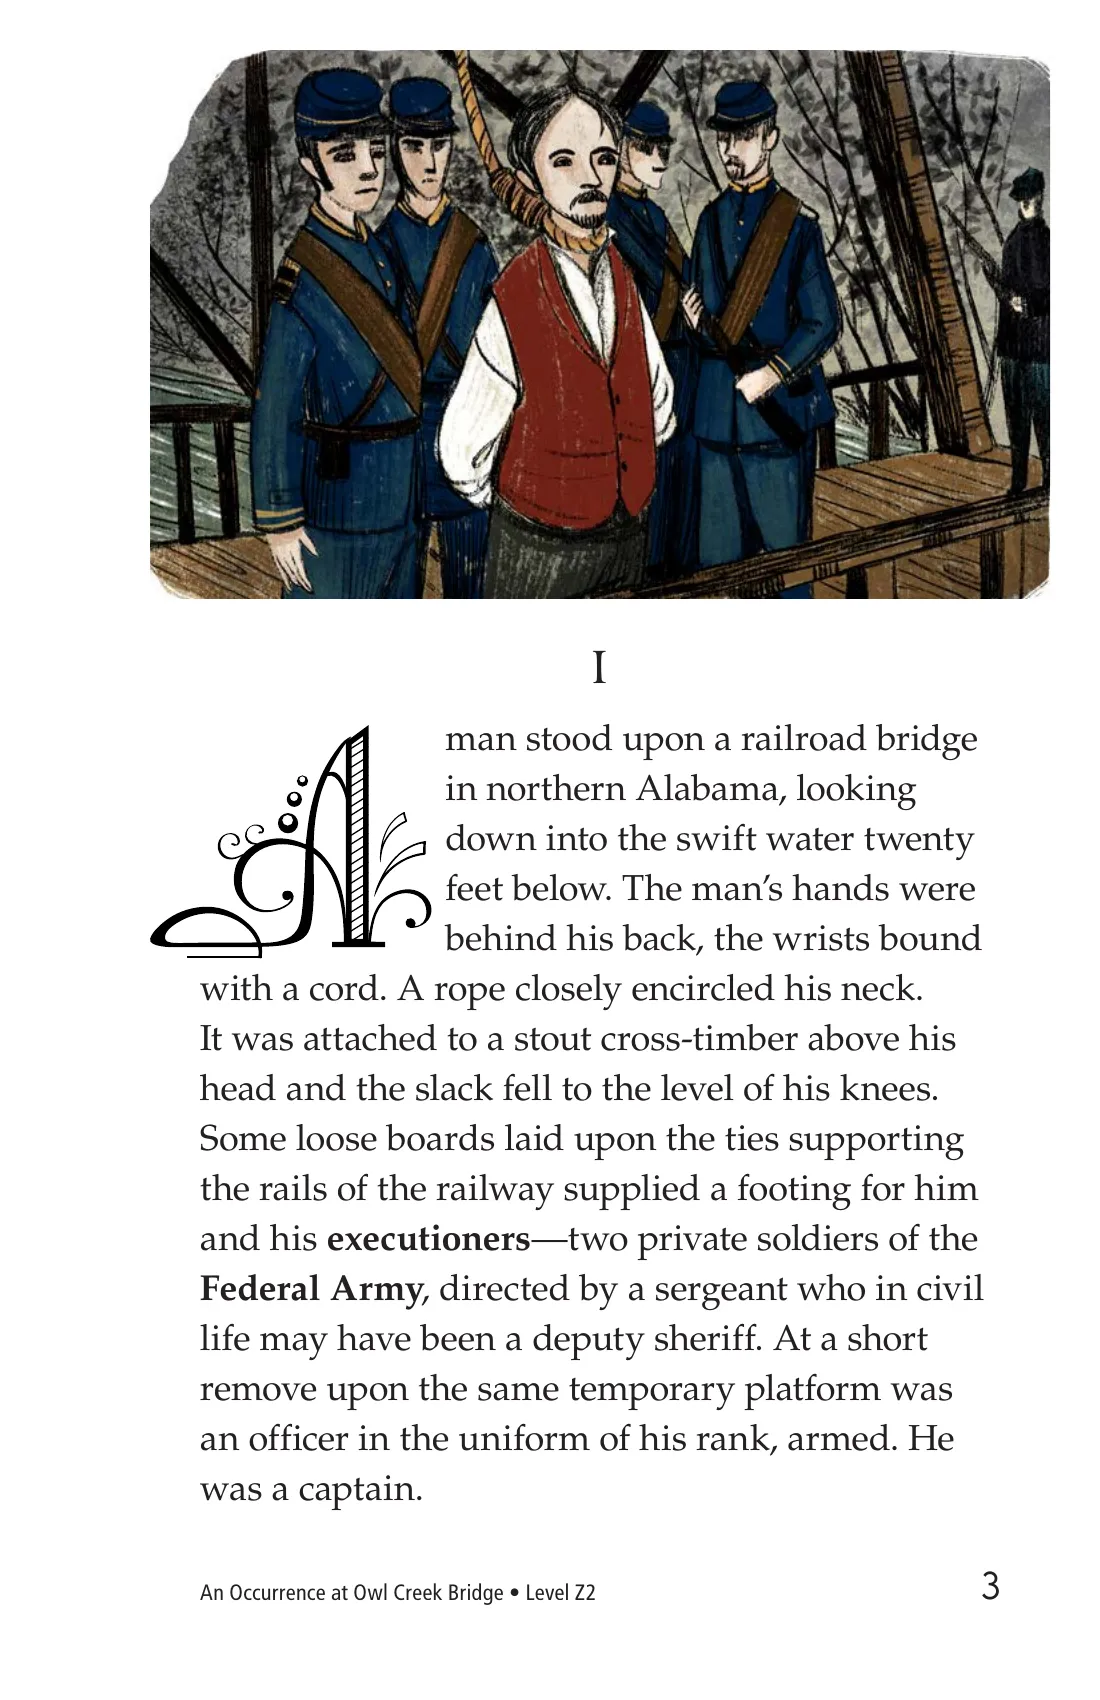 I
A man stood upon a railroad bridge
in northern Alabama, looking
down into the swift water twenty
feet below. The man’s hands were
behind his back, the wrists bound
with a cord. A rope closely encircled his neck.
It was attached to a stout cross-timber above his
head and the slack fell to the level of his knees.
Some loose boards laid upon the ties supporting
the rails of the railway supplied a footing for him
and his executioners—two private soldiers of the
Federal Army, directed by a sergeant who in civil
life may have been a deputy sheriff. At a short
remove upon the same temporary platform was
an officer in the uniform of his rank, armed. He
was a captain.
An Occurrence at Owl Creek Bridge • Level Z2
3